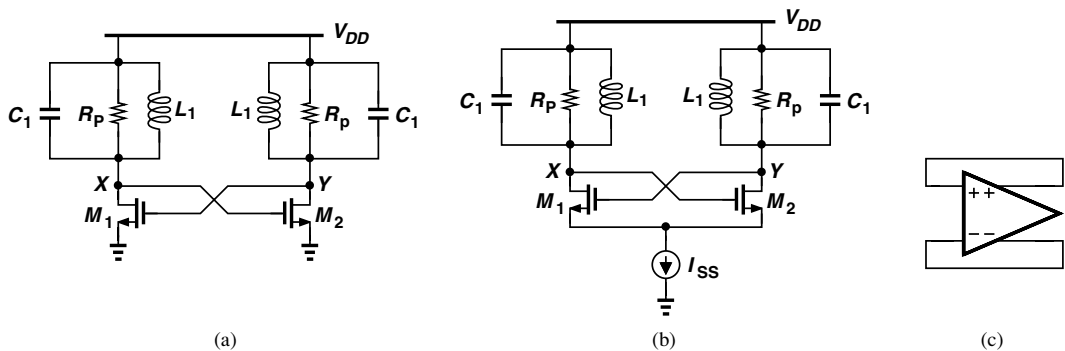 V_DD
C_1
R_P
L_1
L_1
R_p
C_1
X
Y
M_1
M_2
(a)
V_DD
C_1
R_P
L_1
L_1
R_p
C_1
X
Y
M_1
M_2
I_SS
(b)
+ +
− −
(c)